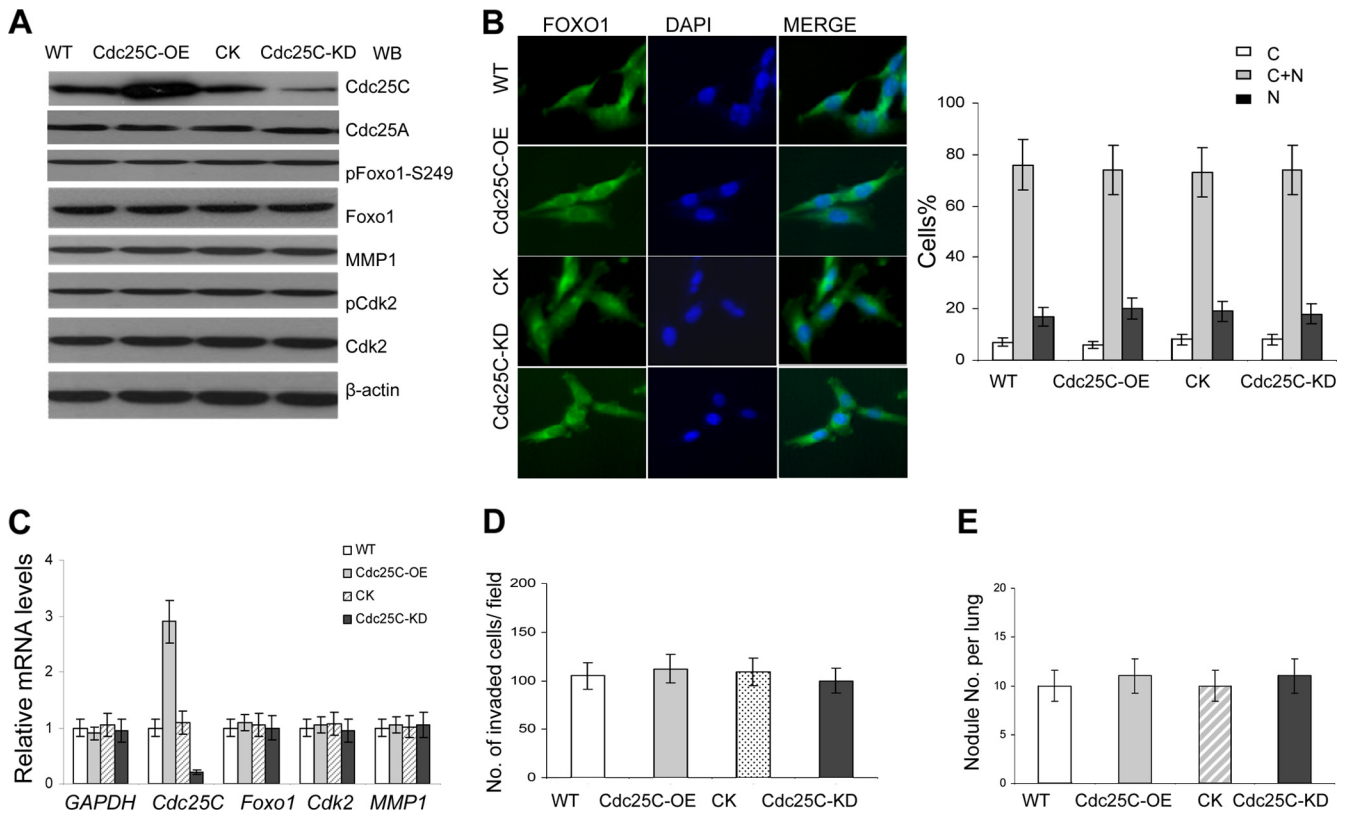 A
WT Cdc25C-OE CK Cdc25C-KD WB
Cdc25C
Cdc25A
pFoxo1-S249
Foxo1
MMP1
pCdk2
Cdk2
β-actin
B
FOXO1 DAPI MERGE
WT
Cdc25C-OE
CK
Cdc25C-KD
C
C+N
N
Cells%
100
80
60
40
20
0
WT Cdc25C-OE CK Cdc25C-KD
C
Relative mRNA levels
4
3
2
1
0
WT
Cdc25C-OE
CK
Cdc25C-KD
GAPDH Cdc25C Foxo1 Cdk2 MMP1
D
No. of invaded cells/ field
200
150
100
50
0
WT Cdc25C-OE CK Cdc25C-KD
E
Nodule No. per lung
20
15
10
5
0
WT Cdc25C-OE CK Cdc25C-KD